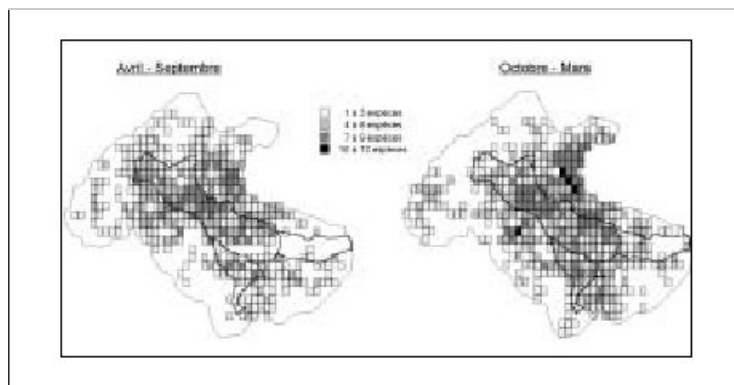 Avril - Septembre
Octobre - Mars
1 à 3 espèces
4 à 6 espèces
7 à 9 espèces
10 à 12 espèces